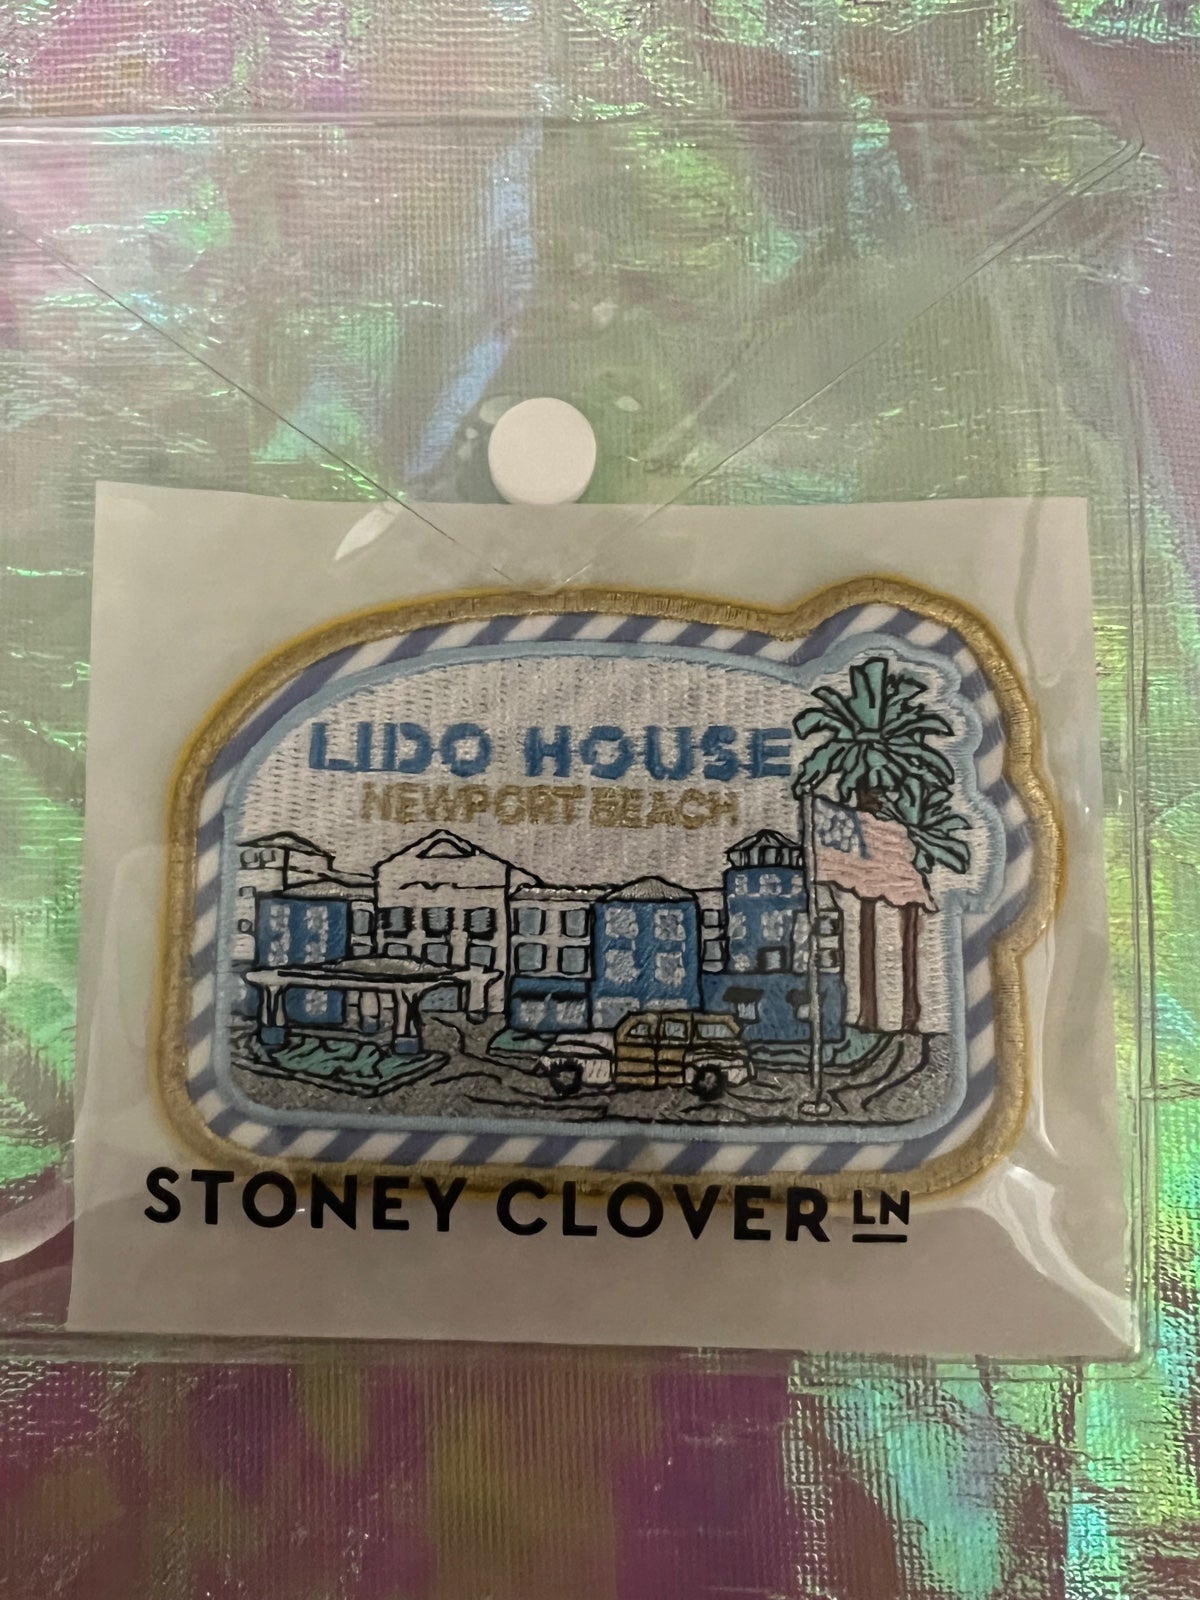 LIDO HOUSE
NEWPORT BEACH
STONEY CLOVER LN